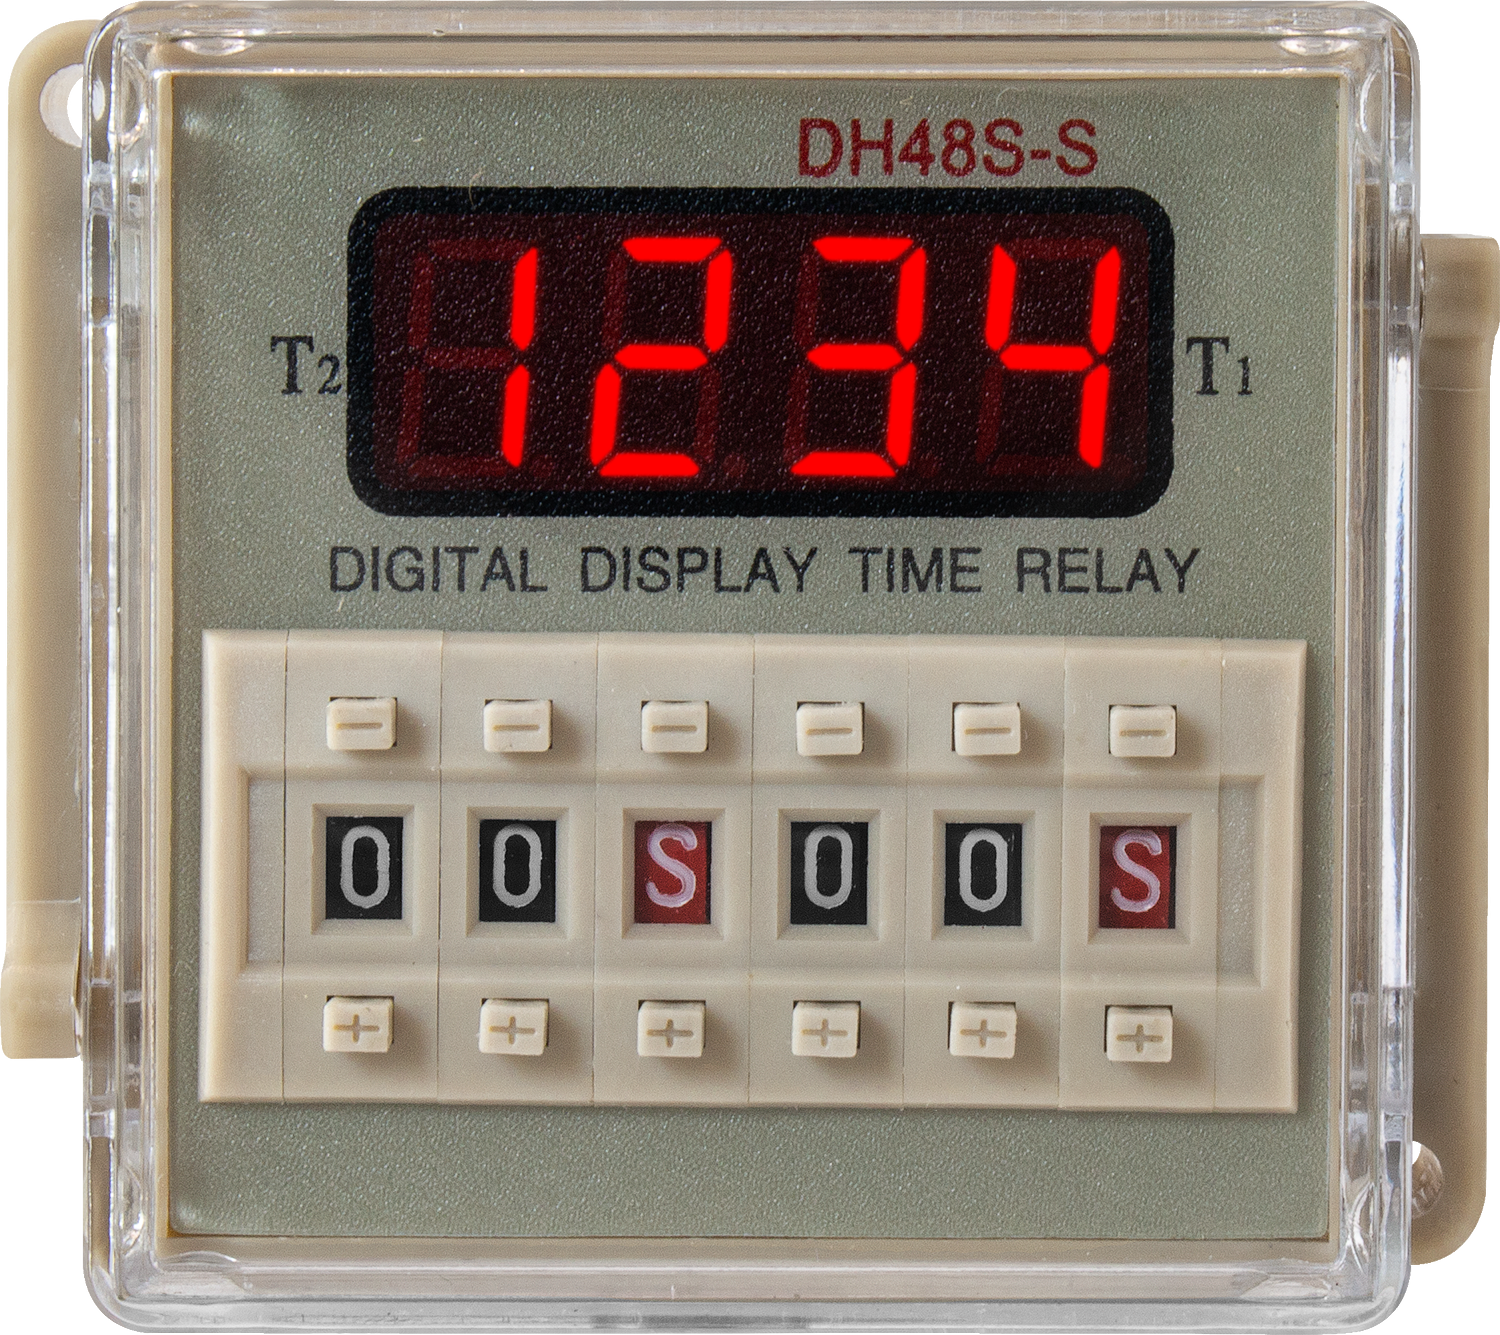 DH48S-S
1234
T2 T1
DIGITAL DISPLAY TIME RELAY
- - - - - -
0 0 S 0 0 S
+ + + + + +